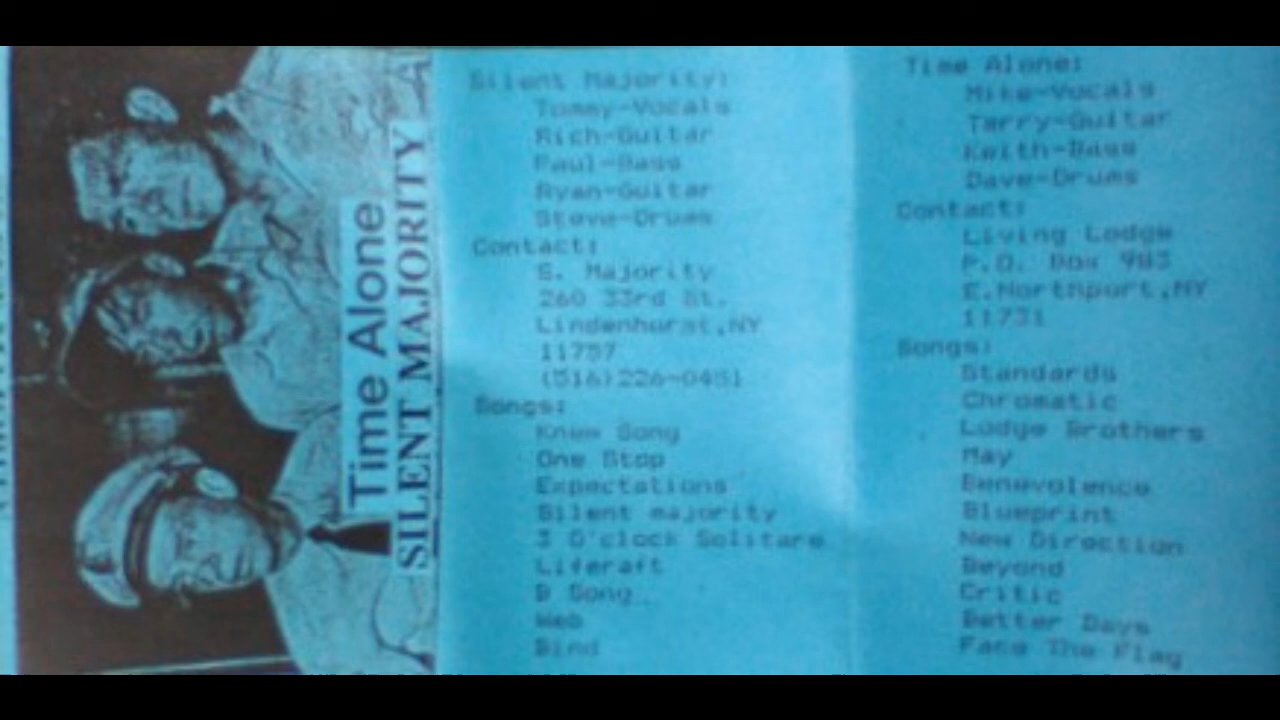 Time Alone
SILENT MAJORITY
Silent Majority:
Tommy-Vocals
Rich-Guitar
Paul-Bass
Ryan-Guitar
Steve-Drums
Contact:
S. Majority
260 33rd St.
Lindenhurst,NY
11757
(516)226-0451
Songs:
Knew Song
One Stop
Expectations
Silent majority
3 O'clock Solitare
Liferaft
B Song
Web
Bind
Time Alone:
Mike-Vocals
Terry-Guitar
Keith-Bass
Dave-Drums
Contact:
Living Lodge
P.O. Box 983
E.Northport,NY
11731
Songs:
Standards
Chromatic
Lodge Brothers
May
Benevolence
Blueprint
New Direction
Beyond
Critic
Better Days
Face The Flag